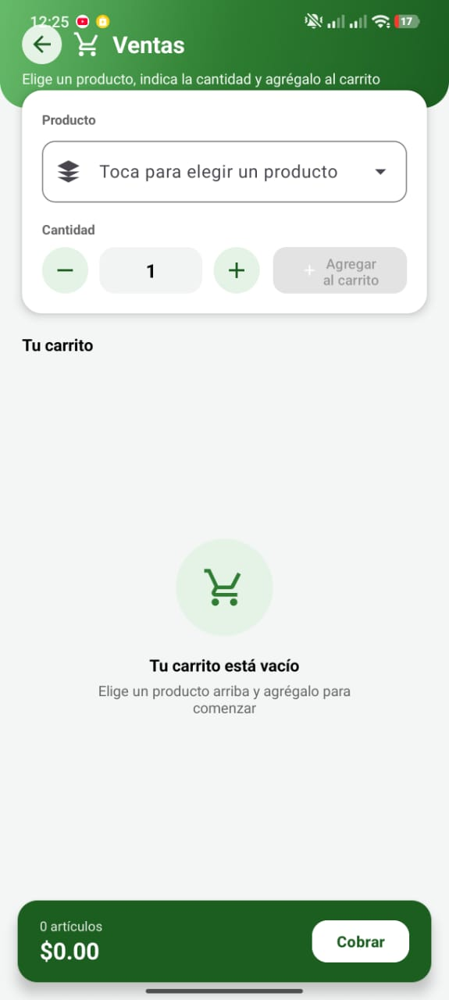 12:25
17
Ventas
Elige un producto, indica la cantidad y agrégalo al carrito
Producto
Toca para elegir un producto
Cantidad
1
Agregar
al carrito
Tu carrito
Tu carrito está vacío
Elige un producto arriba y agrégalo para
comenzar
0 artículos
$0.00
Cobrar